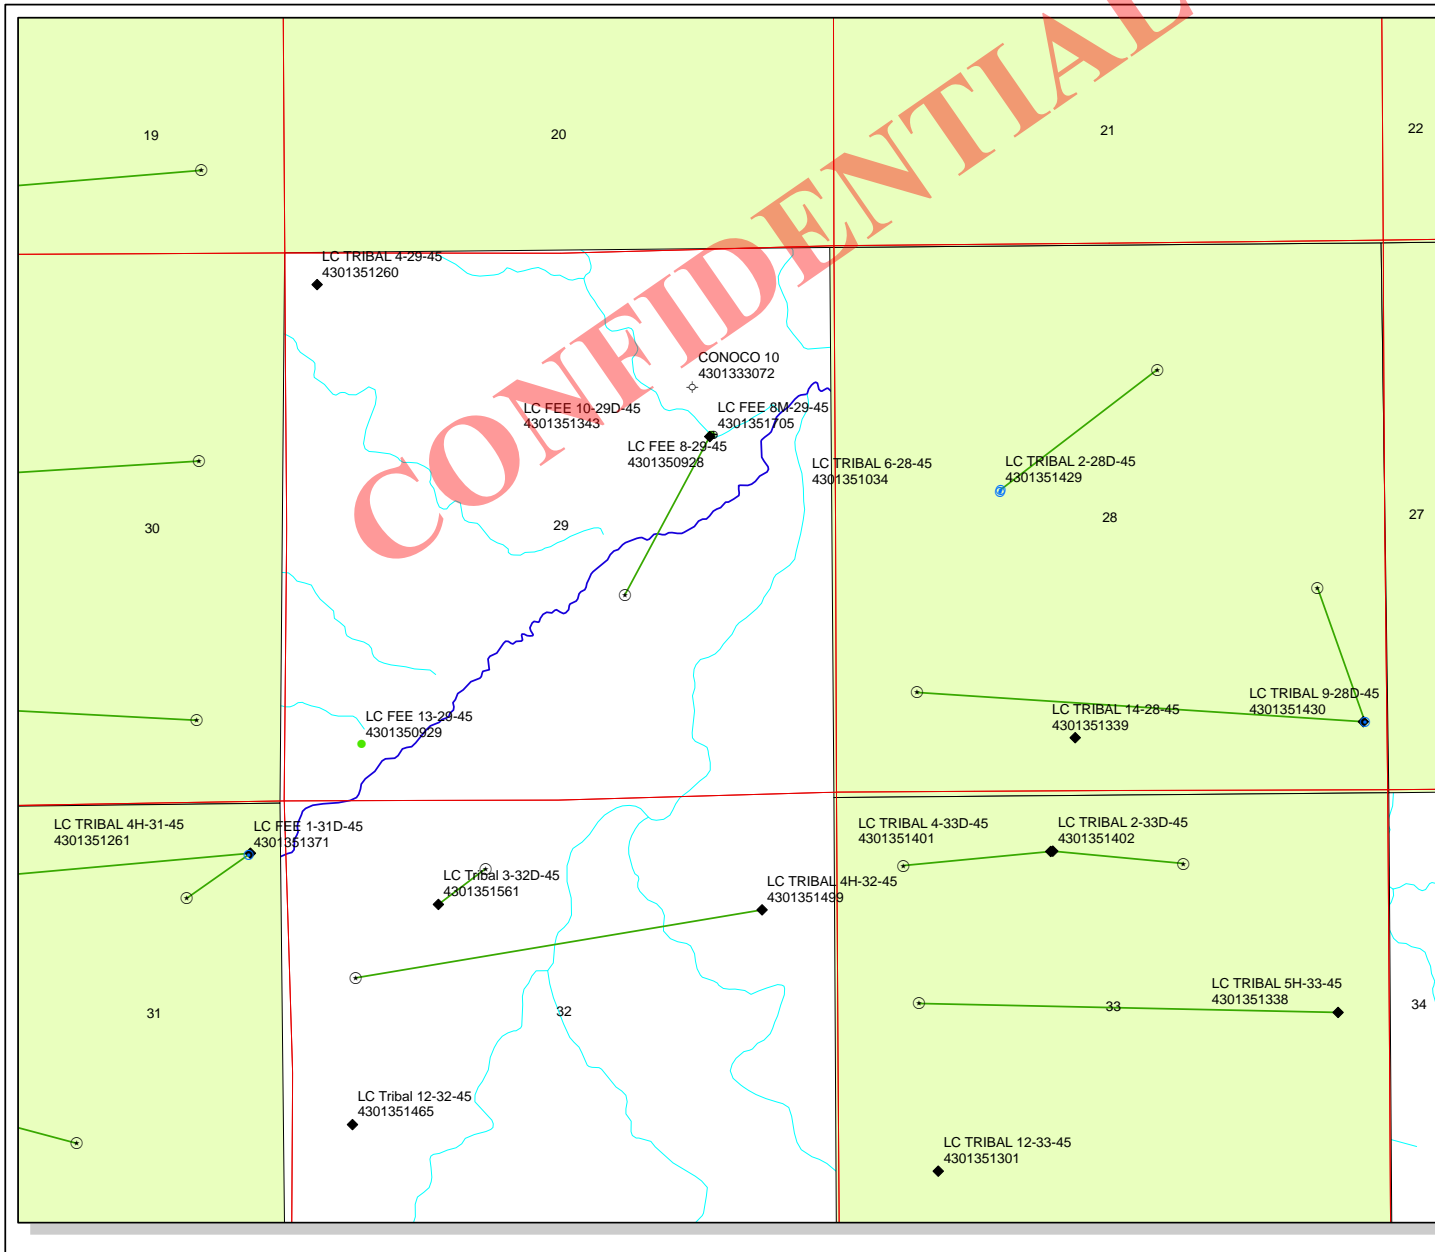 CONFIDENTIAL
19
20
21
22
LC TRIBAL 4-29-45
4301351260
CONOCO 10
4301333072
LC FEE 10-29D-45
4301351343
LC FEE 8M-29-45
4301351705
LC FEE 8-29-45
4301350928
LC TRIBAL 6-28-45
4301351034
LC TRIBAL 2-28D-45
4301351429
30
29
28
27
LC FEE 13-29-45
4301350929
LC TRIBAL 14-28-45
4301351339
LC TRIBAL 9-28D-45
4301351430
LC TRIBAL 4H-31-45
4301351261
LC FEE 1-31D-45
4301351371
LC Tribal 3-32D-45
4301351561
LC TRIBAL 4H-32-45
4301351499
LC TRIBAL 4-33D-45
4301351401
LC TRIBAL 2-33D-45
4301351402
LC TRIBAL 5H-33-45
4301351338
31
32
33
34
LC Tribal 12-32-45
4301351465
LC TRIBAL 12-33-45
4301351301